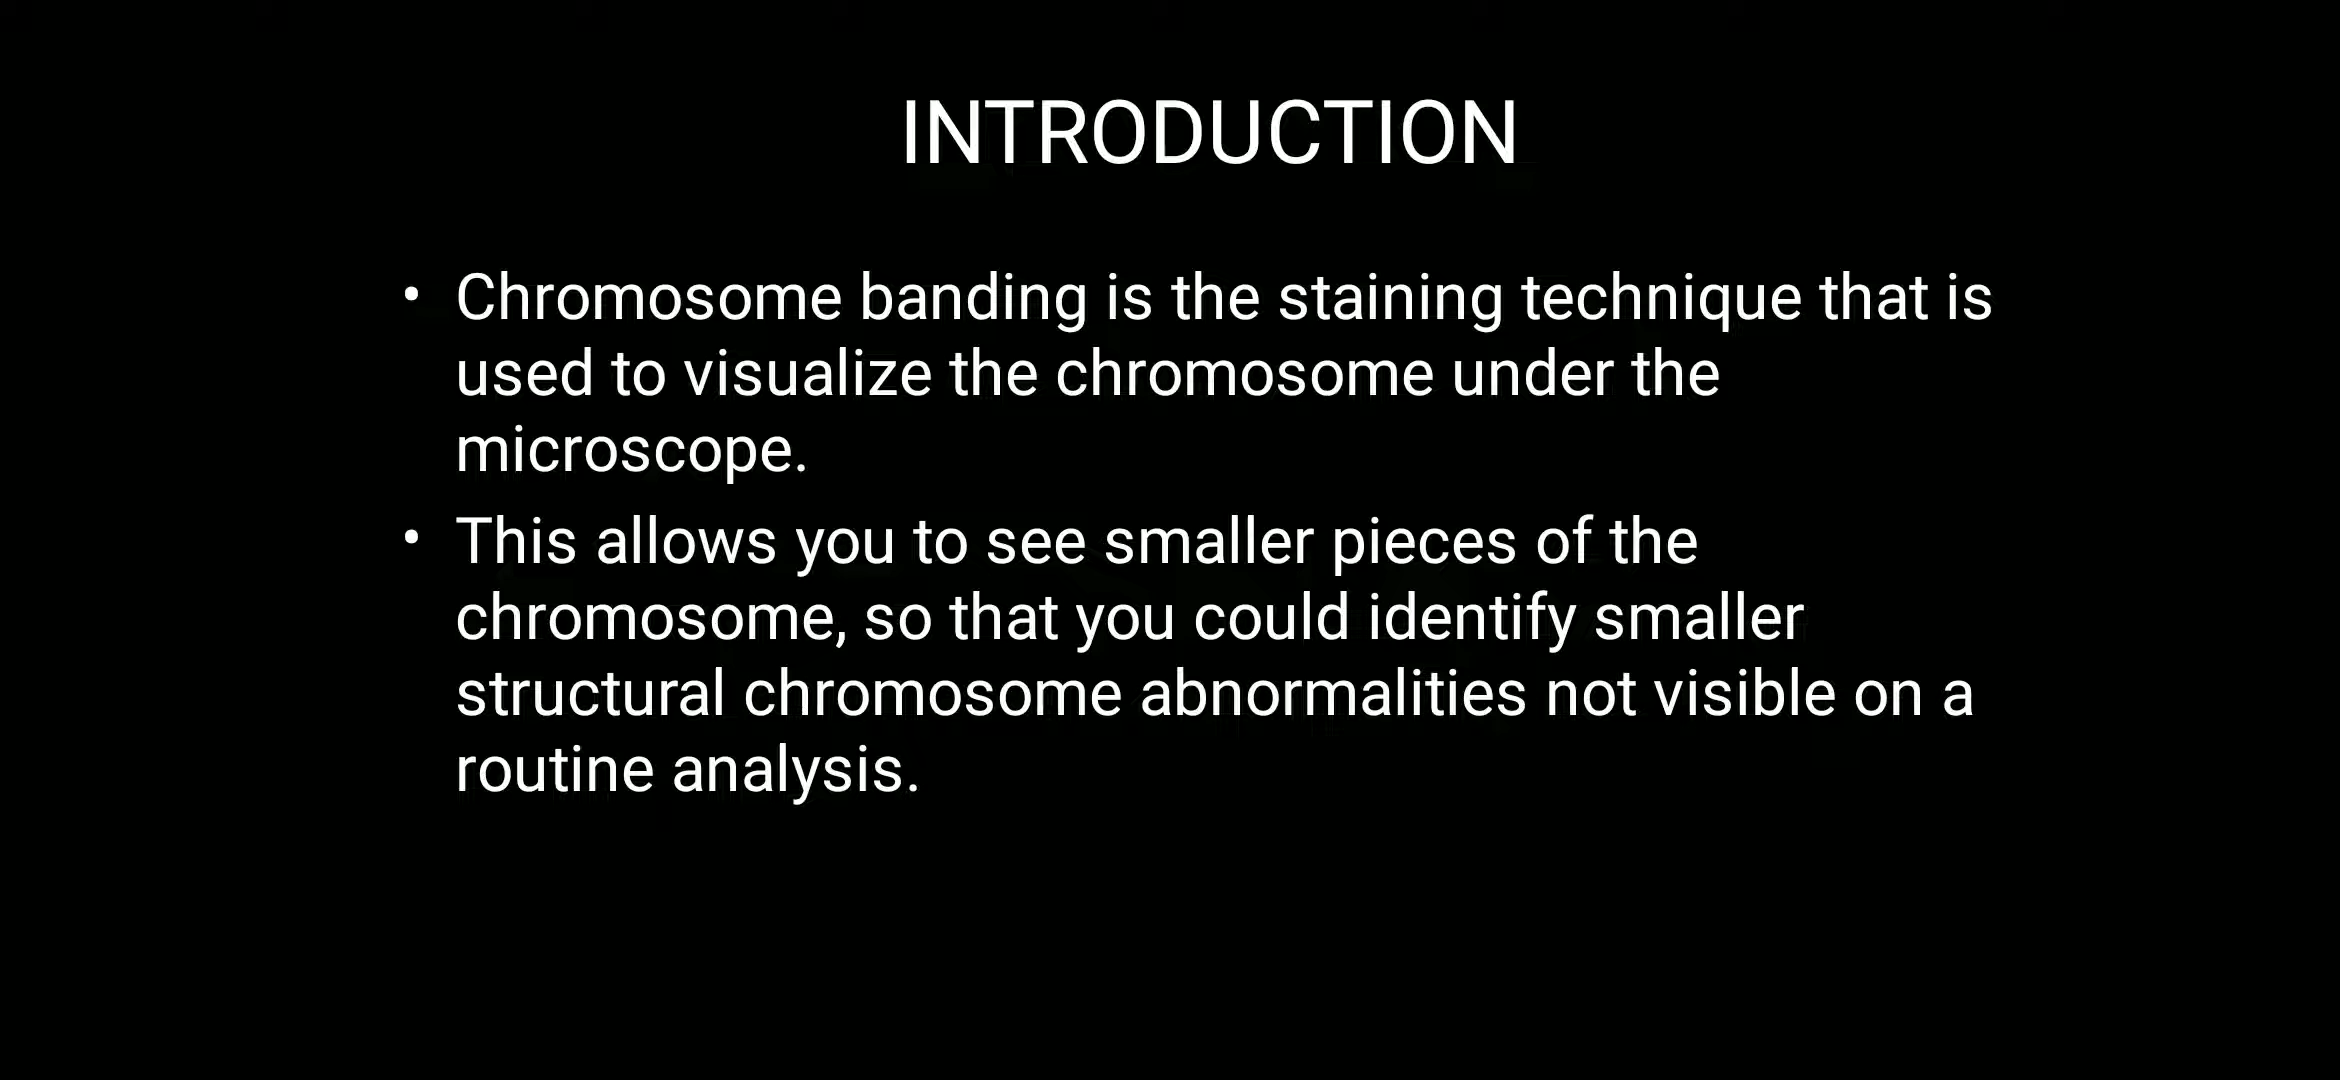 INTRODUCTION
• Chromosome banding is the staining technique that is
used to visualize the chromosome under the
microscope.
• This allows you to see smaller pieces of the
chromosome, so that you could identify smaller
structural chromosome abnormalities not visible on a
routine analysis.